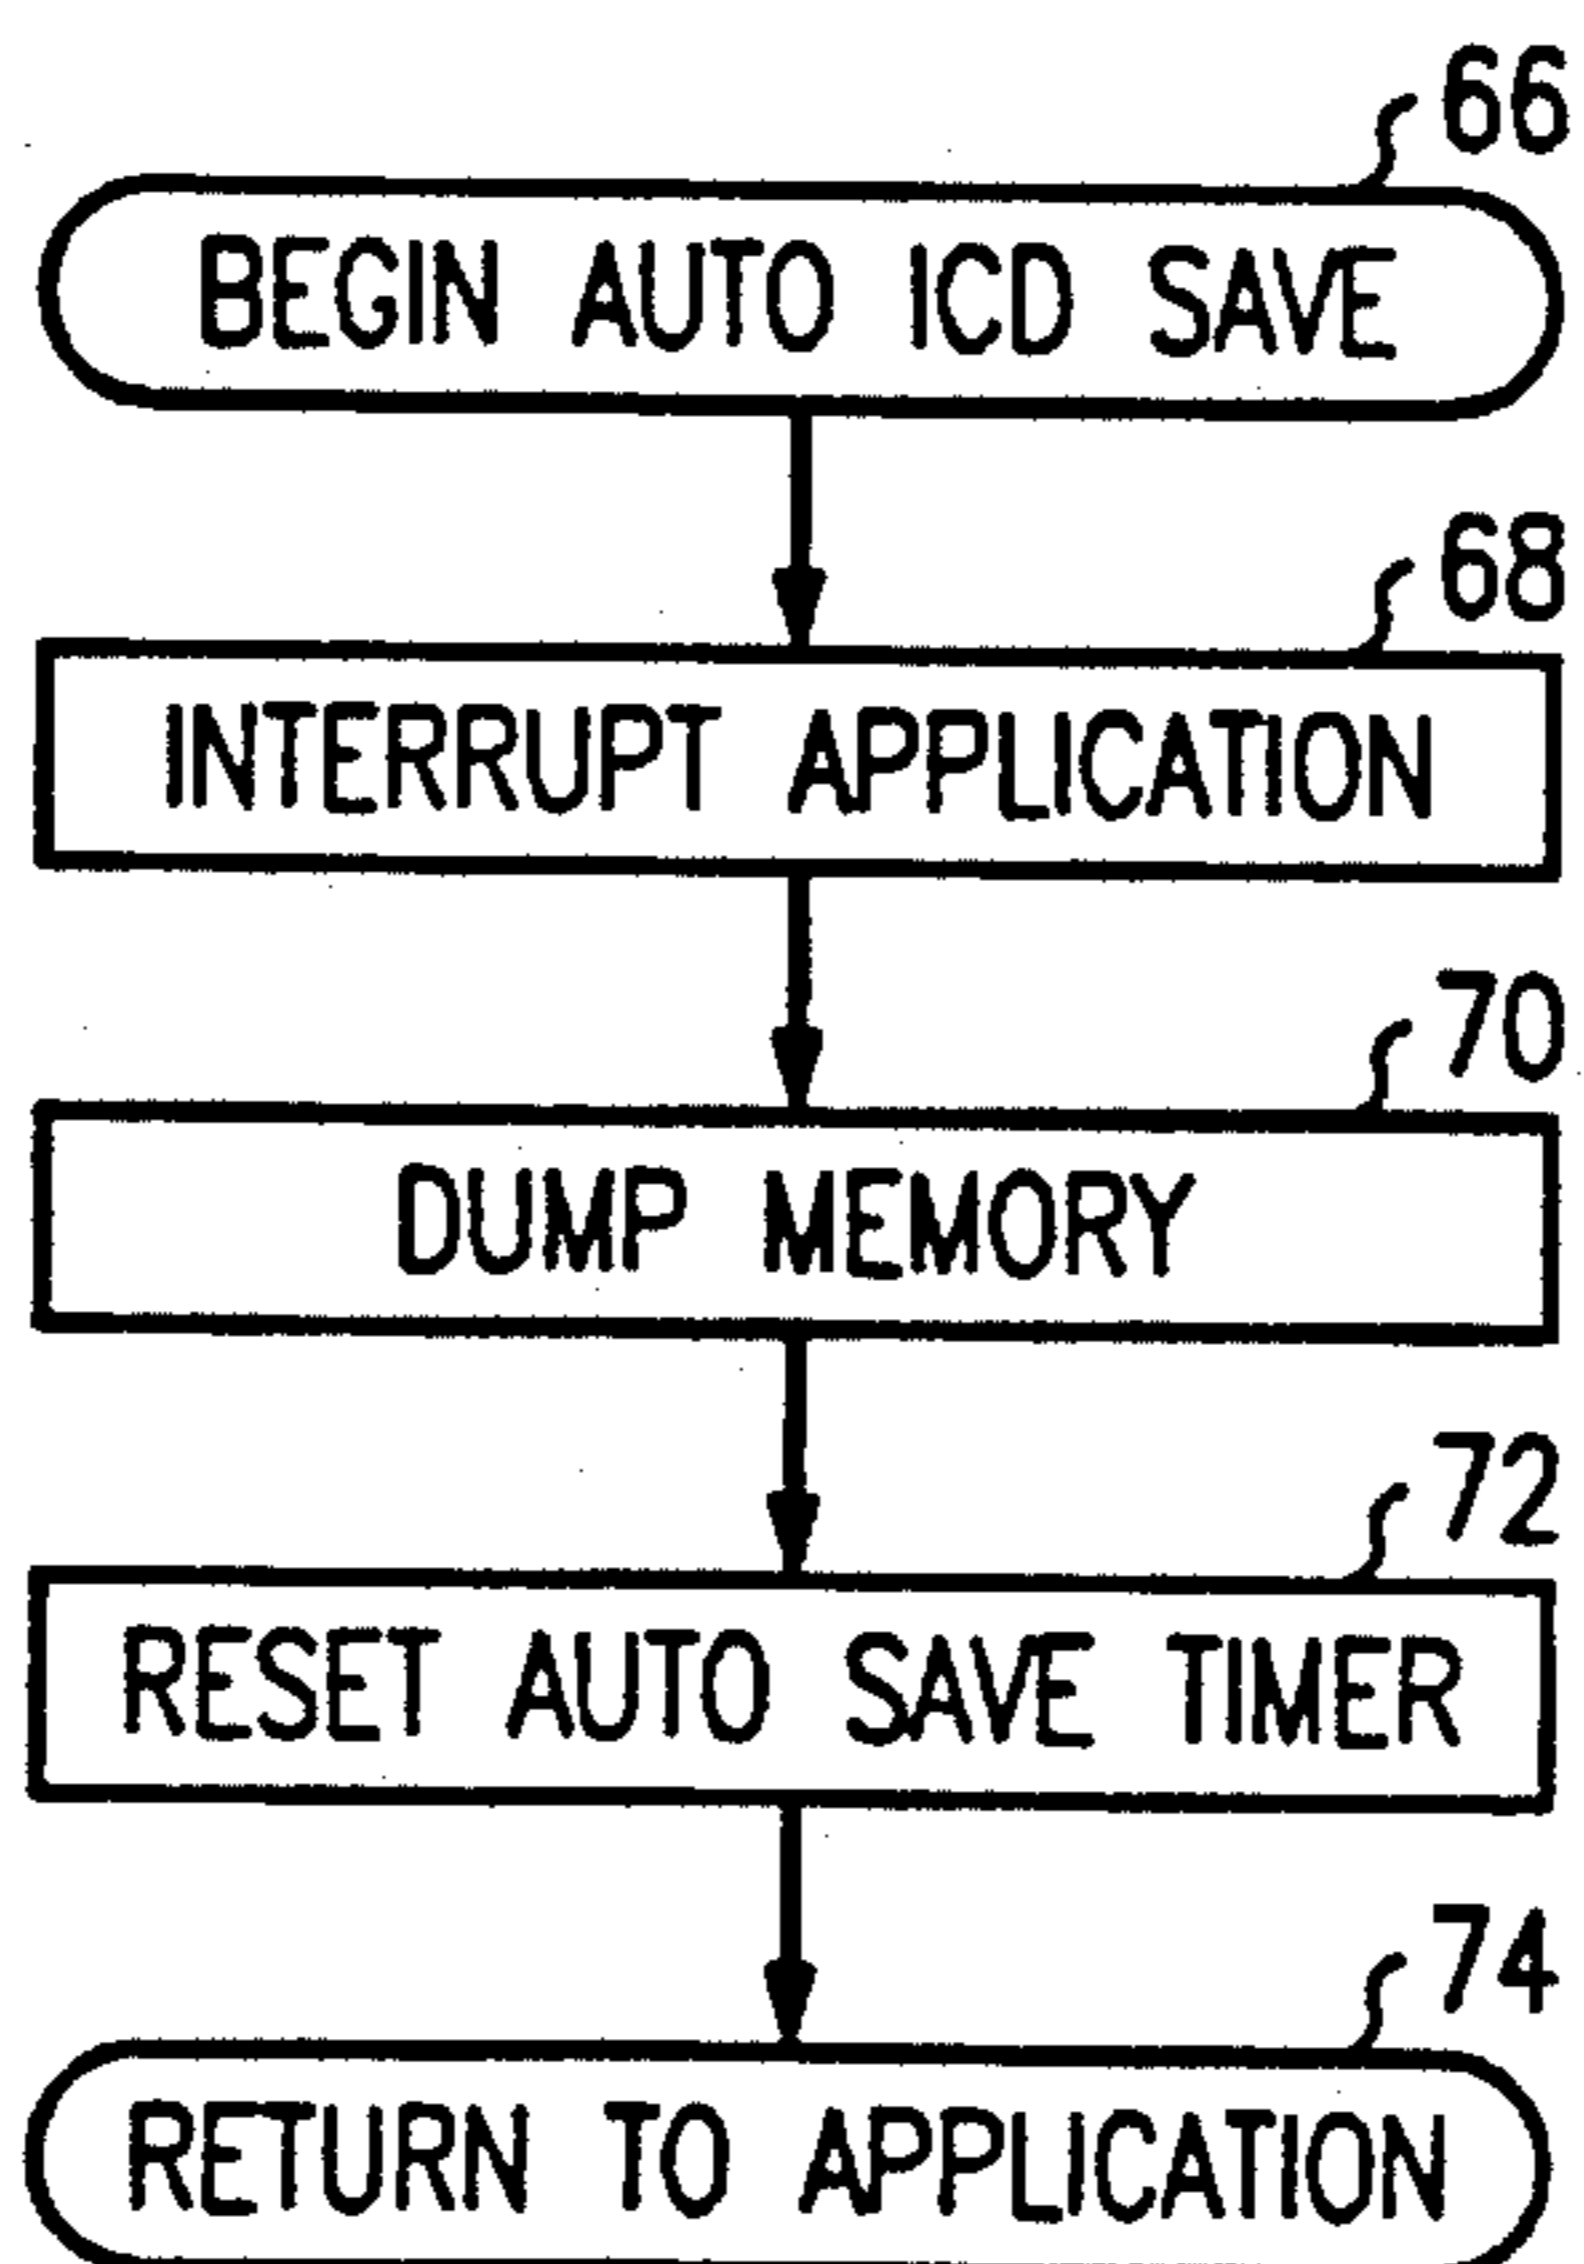 66
BEGIN AUTO ICD SAVE
68
INTERRUPT APPLICATION
70
DUMP MEMORY
72
RESET AUTO SAVE TIMER
74
RETURN TO APPLICATION